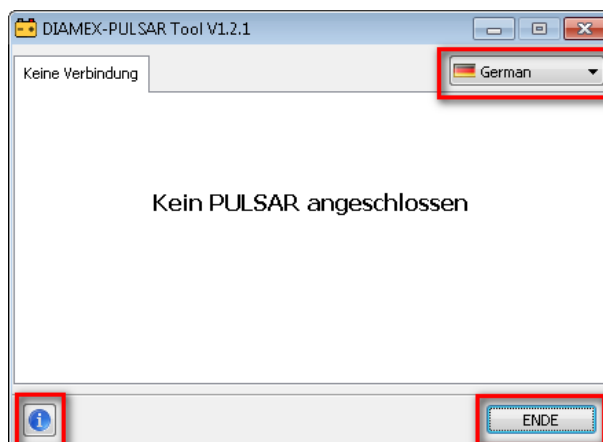 DIAMEX-PULSAR Tool V1.2.1
Keine Verbindung
German
Kein PULSAR angeschlossen
ENDE